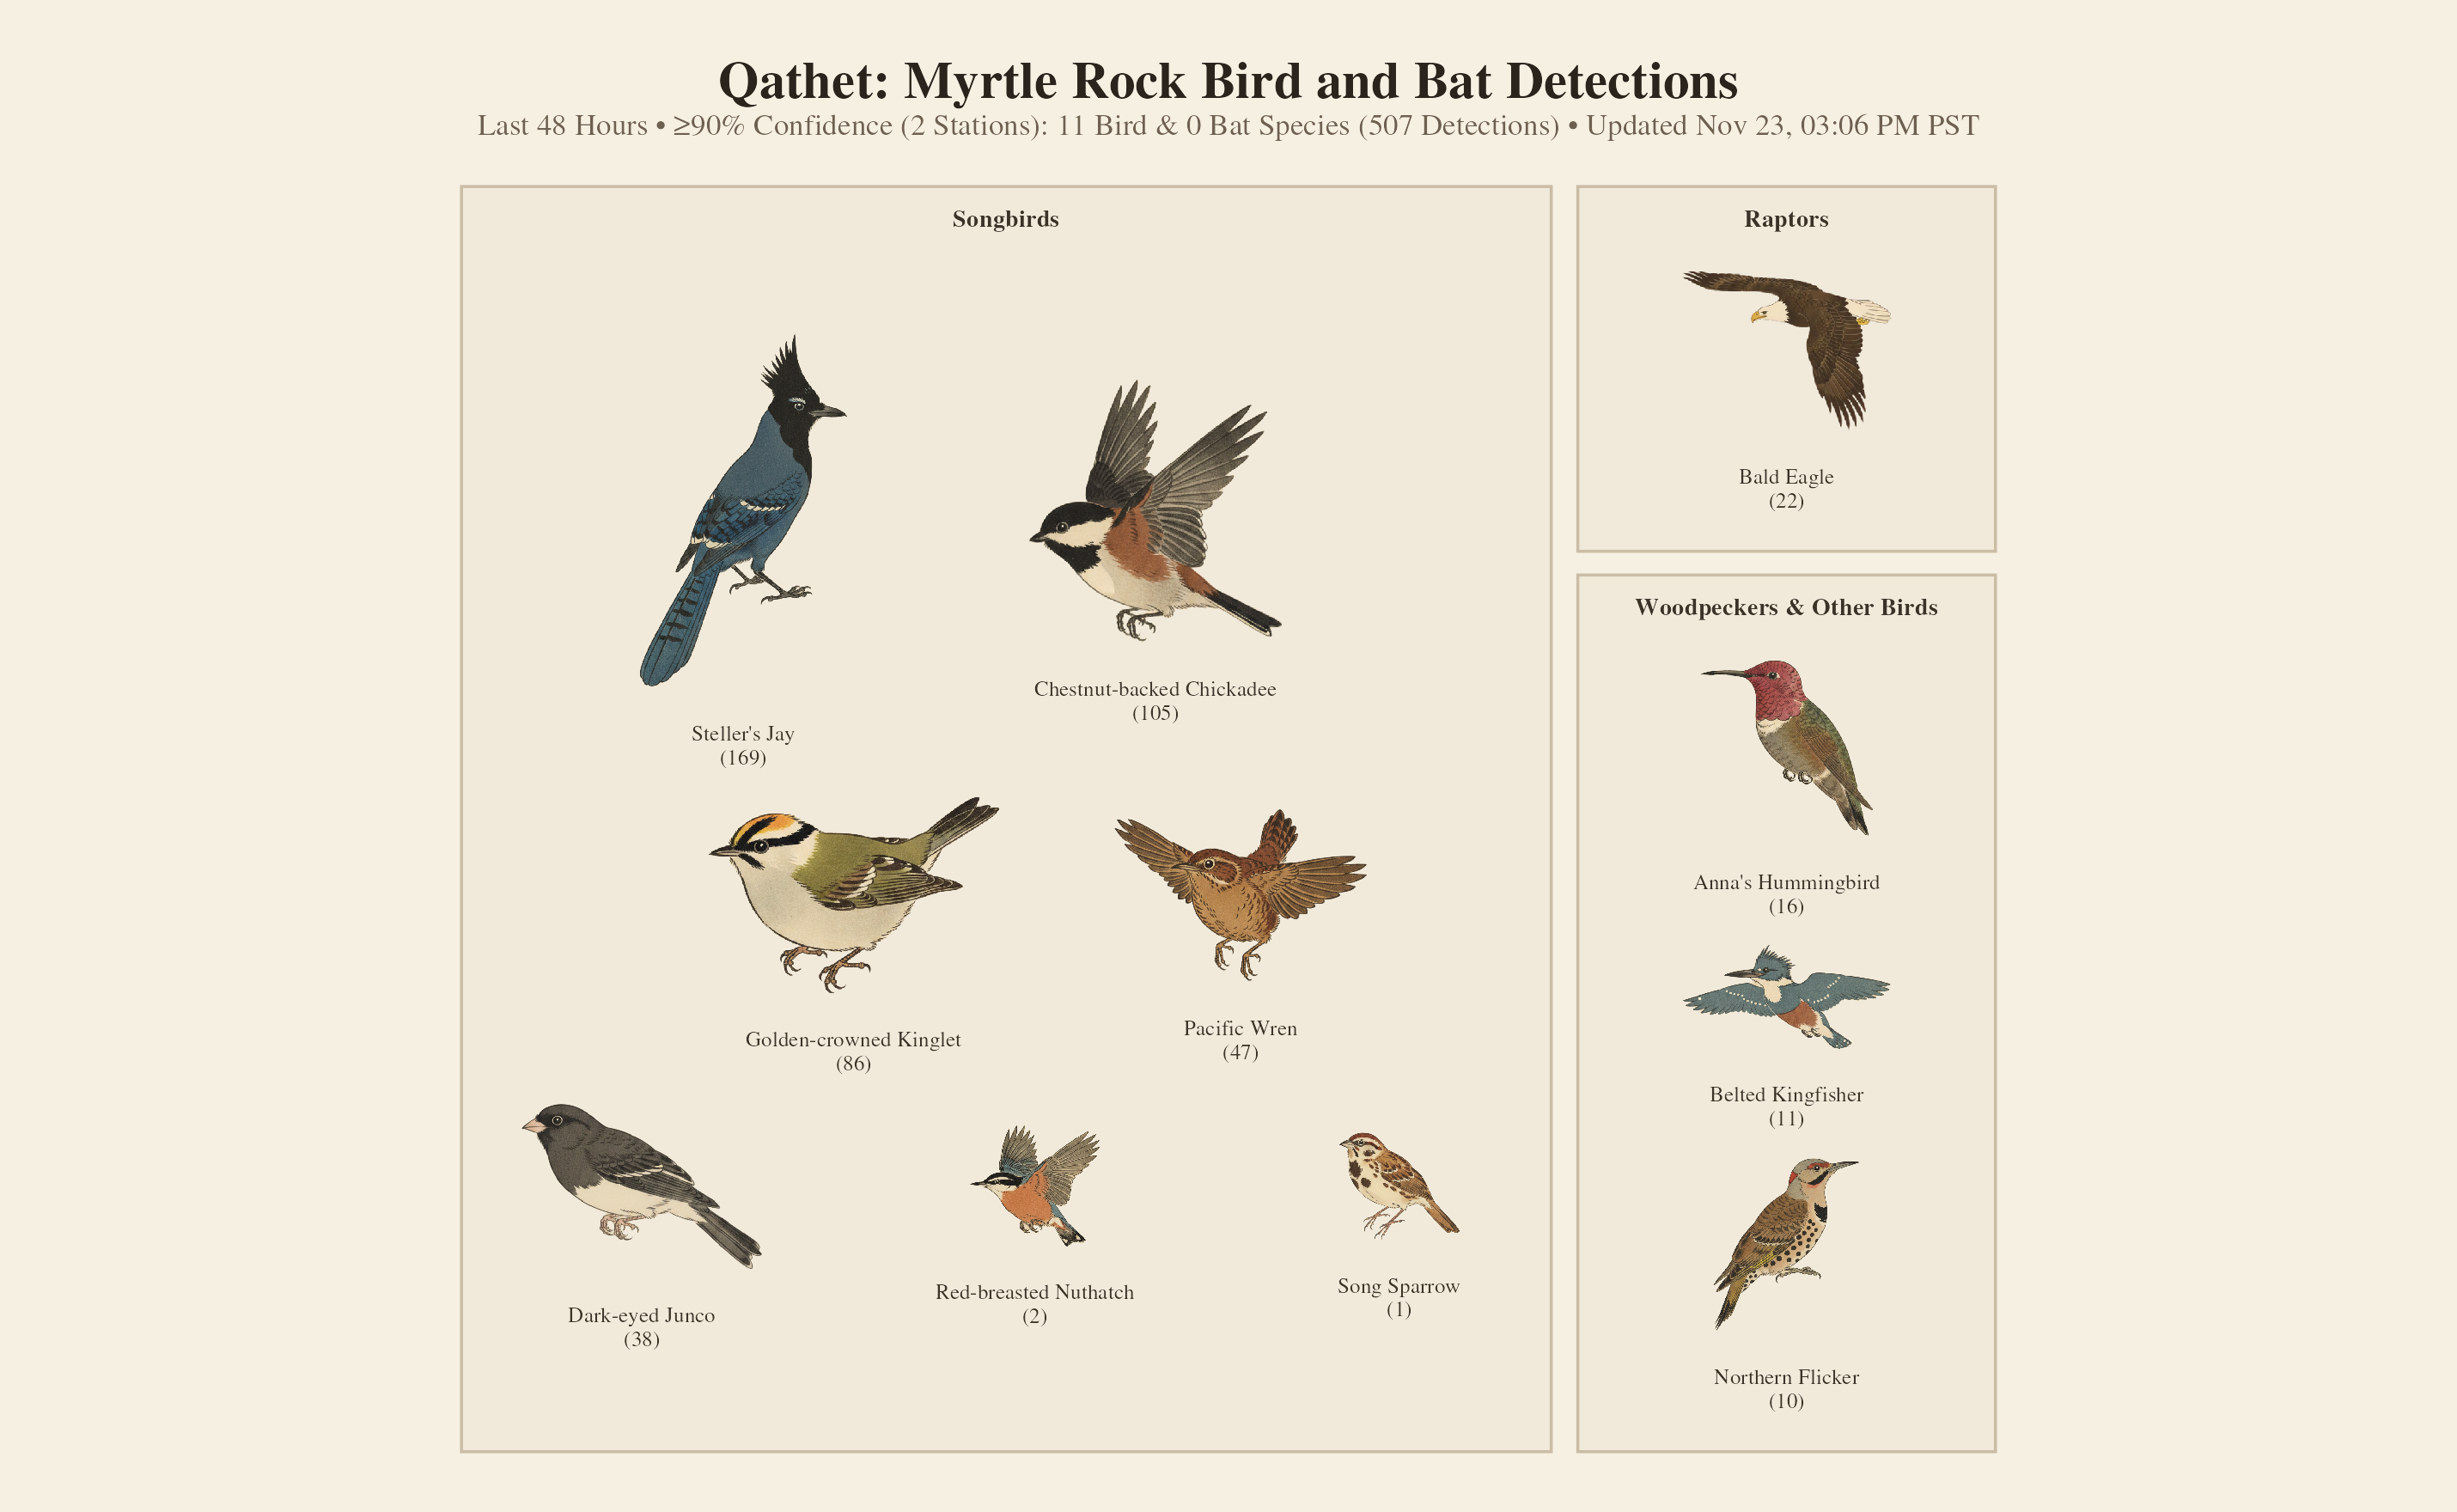 Qathet: Myrtle Rock Bird and Bat Detections
Last 48 Hours • ≥90% Confidence (2 Stations): 11 Bird & 0 Bat Species (507 Detections) • Updated Nov 23, 03:06 PM PST
Songbirds
Steller's Jay
(169)
Chestnut-backed Chickadee
(105)
Golden-crowned Kinglet
(86)
Pacific Wren
(47)
Dark-eyed Junco
(38)
Red-breasted Nuthatch
(2)
Song Sparrow
(1)
Raptors
Bald Eagle
(22)
Woodpeckers & Other Birds
Anna's Hummingbird
(16)
Belted Kingfisher
(11)
Northern Flicker
(10)